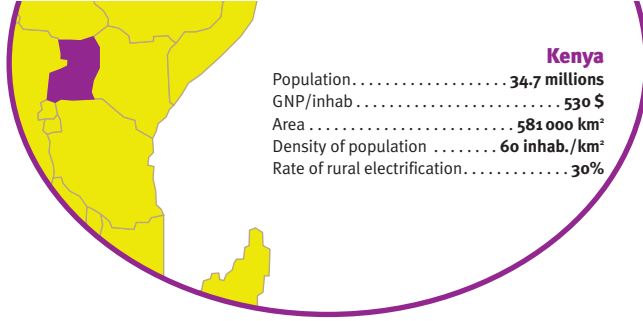 Kenya
Population. . . . . . . . . . . . . . . . . . 34.7 millions
GNP/inhab . . . . . . . . . . . . . . . . . . . . . . . . 530 $
Area . . . . . . . . . . . . . . . . . . . . . . . . 581 000 km²
Density of population . . . . . . . . 60 inhab./km²
Rate of rural electrification. . . . . . . . . . . . . 30%